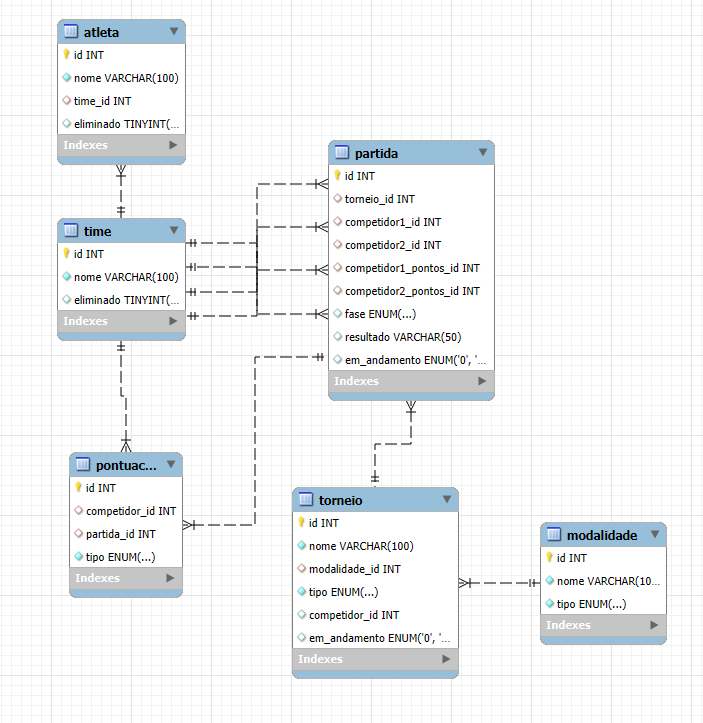 atleta
id INT
nome VARCHAR(100)
time_id INT
eliminado TINYINT(...
Indexes
time
id INT
nome VARCHAR(100)
eliminado TINYINT(...
Indexes
partida
id INT
torneio_id INT
competidor1_id INT
competidor2_id INT
competidor1_pontos_id INT
competidor2_pontos_id INT
fase ENUM(...)
resultado VARCHAR(50)
em_andamento ENUM('0', '...
Indexes
pontuac...
id INT
competidor_id INT
partida_id INT
tipo ENUM(...)
Indexes
torneio
id INT
nome VARCHAR(100)
modalidade_id INT
tipo ENUM(...)
competidor_id INT
em_andamento ENUM('0', '...
Indexes
modalidade
id INT
nome VARCHAR(10...
tipo ENUM(...)
Indexes